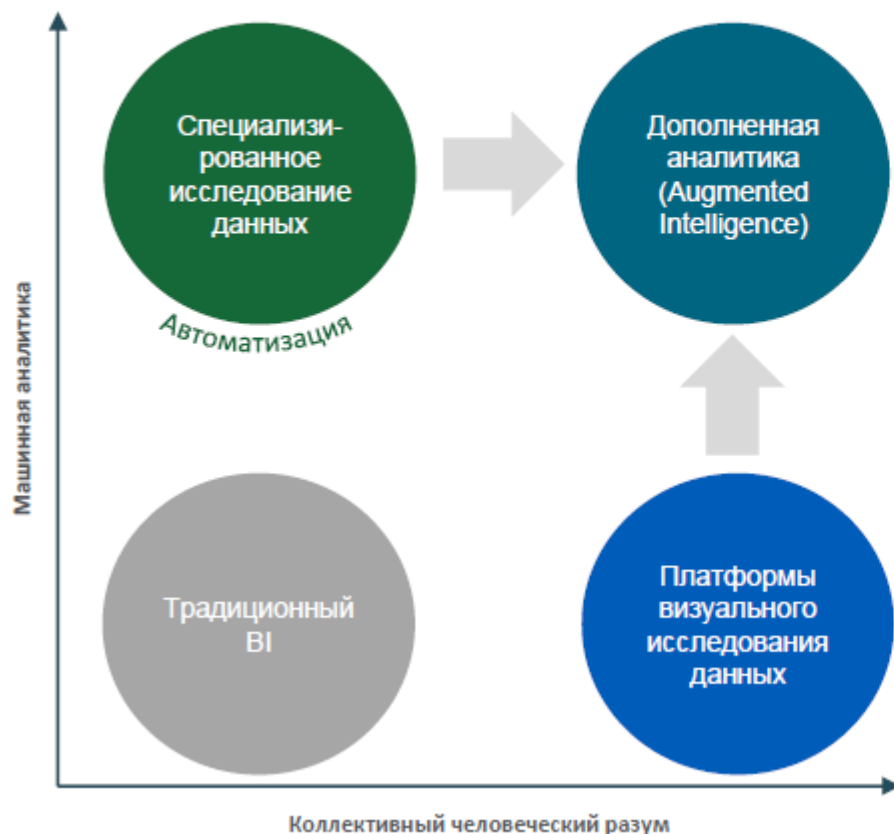 Специализи-
рованное
исследование
данных
Дополненная
аналитика
(Augmented
Intelligence)
Автоматизация
Машинная аналитика
Традиционный
BI
Платформы
визуального
исследования
данных
Коллективный человеческий разум